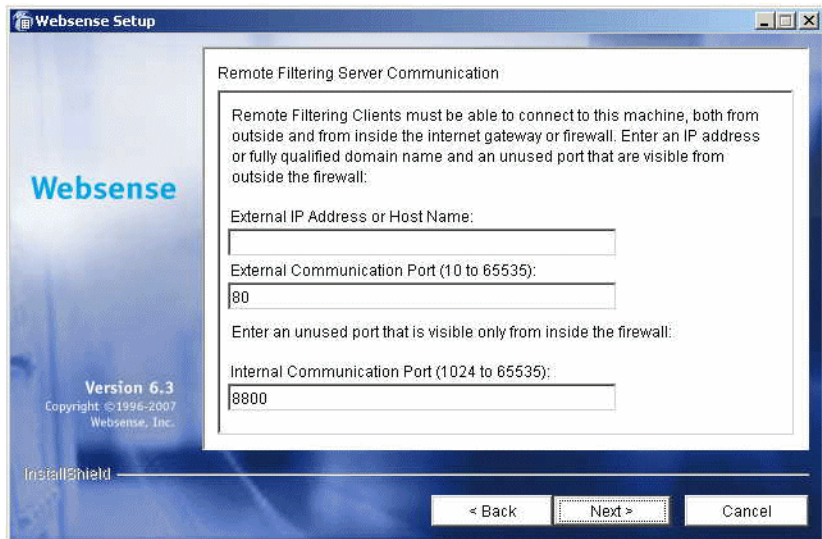 Websense Setup
Remote Filtering Server Communication
Remote Filtering Clients must be able to connect to this machine, both from
outside and from inside the internet gateway or firewall. Enter an IP address
or fully qualified domain name and an unused port that are visible from
outside the firewall:
Websense
External IP Address or Host Name:
External Communication Port (10 to 65535):
80
Enter an unused port that is visible only from inside the firewall:
Internal Communication Port (1024 to 65535):
8800
Version 6.3
Copyright ©1996-2007
Websense, Inc.
InstallShield
< Back
Next >
Cancel